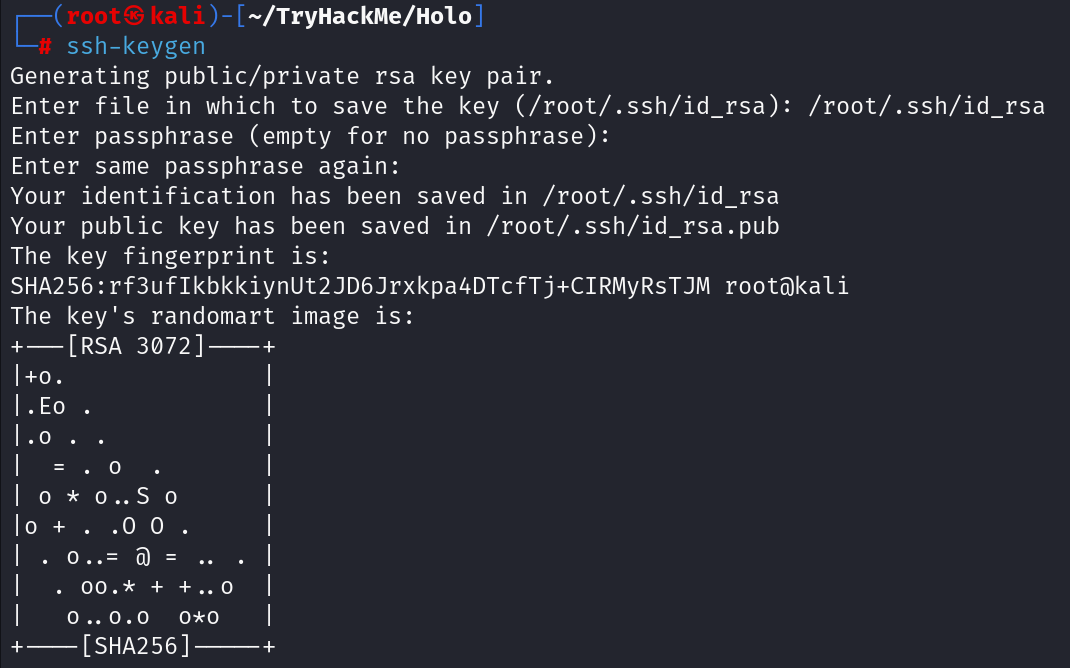 ┌──(root㉿kali)-[~/TryHackMe/Holo]
└─# ssh-keygen
Generating public/private rsa key pair.
Enter file in which to save the key (/root/.ssh/id_rsa): /root/.ssh/id_rsa
Enter passphrase (empty for no passphrase):
Enter same passphrase again:
Your identification has been saved in /root/.ssh/id_rsa
Your public key has been saved in /root/.ssh/id_rsa.pub
The key fingerprint is:
SHA256:rf3ufIkbkkiynUt2JD6Jrxkpa4DTcfTj+CIRMyRsTJM root@kali
The key's randomart image is:
+---[RSA 3072]----+
|+o.              |
|.Eo .            |
|.o . .           |
|  = . o  .       |
| o * o..S o      |
|o + . .O O .     |
| . o..= @ = .. . |
|  . oo.* + +..o  |
|   o..o.o  o*o   |
+----[SHA256]-----+